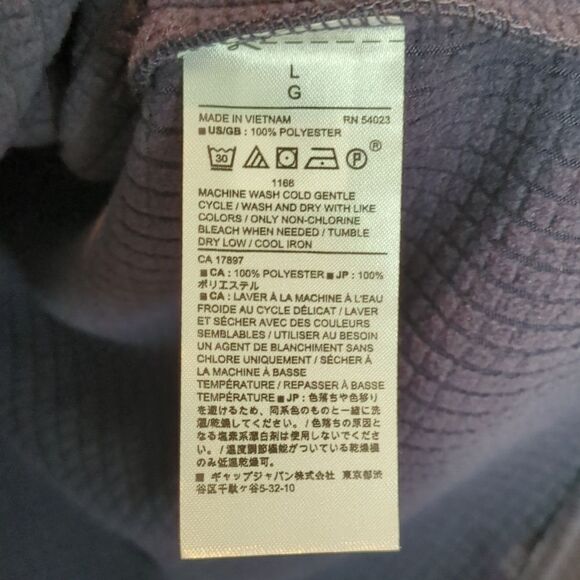 L
G
MADE IN VIETNAM RN 54023
■ US/GB : 100% POLYESTER
30 P ®
1166
MACHINE WASH COLD GENTLE
CYCLE / WASH AND DRY WITH LIKE
COLORS / ONLY NON-CHLORINE
BLEACH WHEN NEEDED / TUMBLE
DRY LOW / COOL IRON
CA 17897
■ CA : 100% POLYESTER ■ JP : 100%
ポリエステル
■ CA : LAVER À LA MACHINE À L'EAU
FROIDE AU CYCLE DÉLICAT / LAVER
ET SÉCHER AVEC DES COULEURS
SEMBLABLES / UTILISER AU BESOIN
UN AGENT DE BLANCHIMENT SANS
CHLORE UNIQUEMENT / SÉCHER À
LA MACHINE À BASSE
TEMPÉRATURE / REPASSER À BASSE
TEMPÉRATURE ■ JP : 色落ちや色移り
を避けるため、同系色のものと一緒に洗
濯/乾燥してください。 / 色落ちの原因と
なる塩素系漂白剤は使用しないでくださ
い。 / 温度調節機能がついている乾燥機
のみ低温乾燥可。
■ ギャップジャパン株式会社 東京都渋
谷区千駄ヶ谷5-32-10